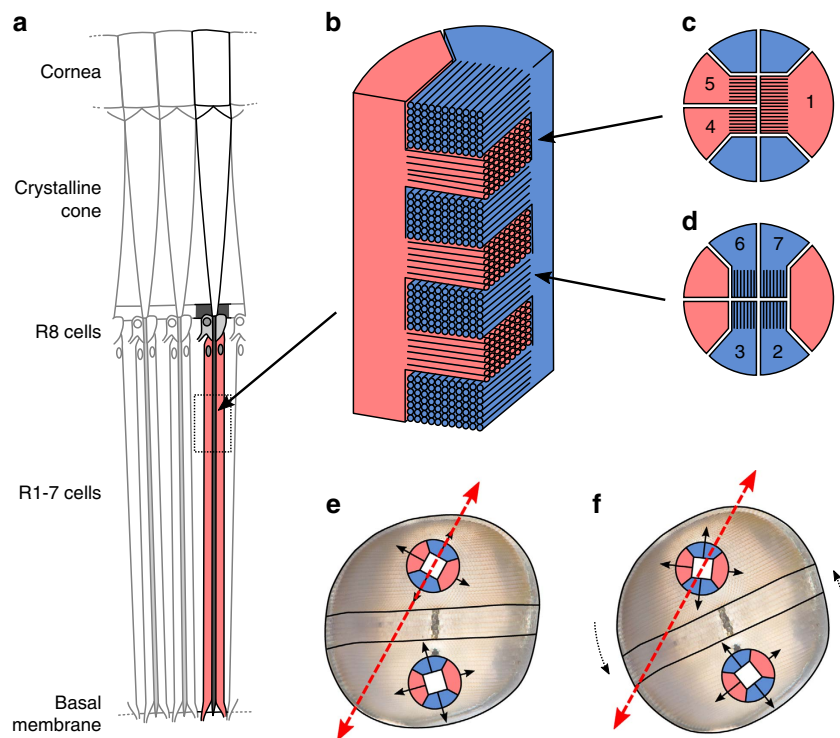 a
Cornea
Crystalline
cone
R8 cells
R1-7 cells
Basal
membrane
b
c
5
4
1
d
6
7
3
2
e
f